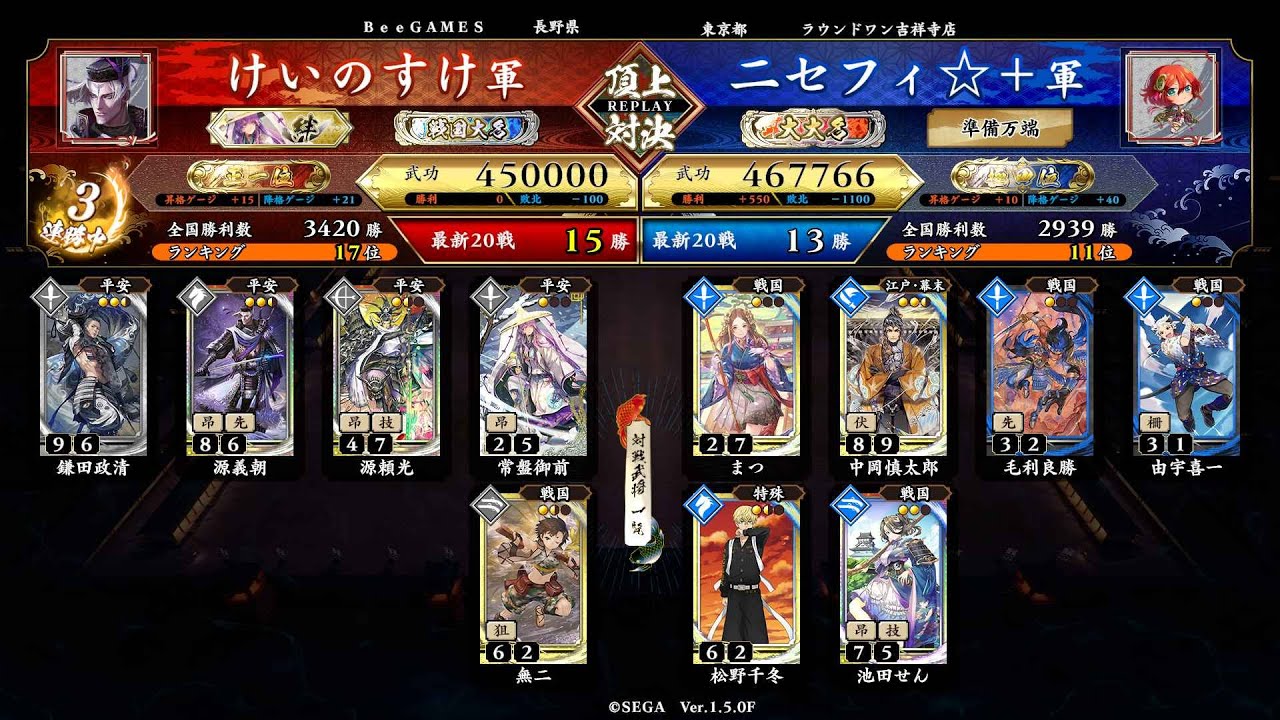 BeeGAMES 長野県
東京都 ラウンドワン吉祥寺店
けいのすけ軍
頂上
REPLAY
対決
ニセフィ☆＋軍
絆
戦国大名
大大名
準備万端
正一位
武功 450000
勝利 0 敗北 -100
武功 467766
勝利 +550 敗北 -1100
昇格ゲージ +15 降格ゲージ +21
昇格ゲージ +10 降格ゲージ +40
3
連勝中
全国勝利数 3420勝
ランキング 17位
最新20戦 15勝
最新20戦 13勝
全国勝利数 2939勝
ランキング 11位
平安
昴
9 6
鎌田政清
平安
昴 先
8 6
源義朝
平安
昴 技
4 7
源頼光
平安
昴
2 5
常盤御前
戦国
2 7
まつ
江戸・幕末
伏
8 9
中岡慎太郎
戦国
先
3 2
毛利良勝
戦国
柵
3 1
由宇喜一
対戦武将一覧
戦国
狙
6 2
無二
特殊
6 2
松野千冬
戦国
昴 技
7 5
池田せん
©SEGA Ver.1.5.0F